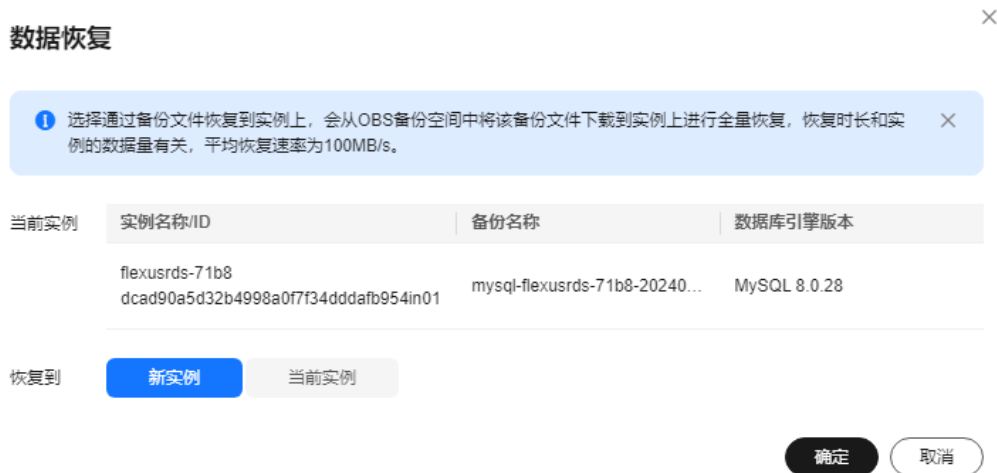 数据恢复
选择通过备份文件恢复到实例上，会从OBS备份空间中将该备份文件下载到实例上进行全量恢复，恢复时长和实
例的数据量有关，平均恢复速率为100MB/s。
当前实例
实例名称/ID 备份名称 数据库引擎版本
flexusrds-71b8
dcad90a5d32b4998a0f7f34dddafb954in01
mysql-flexusrds-71b8-20240... MySQL 8.0.28
恢复到 新实例 当前实例
确定 取消